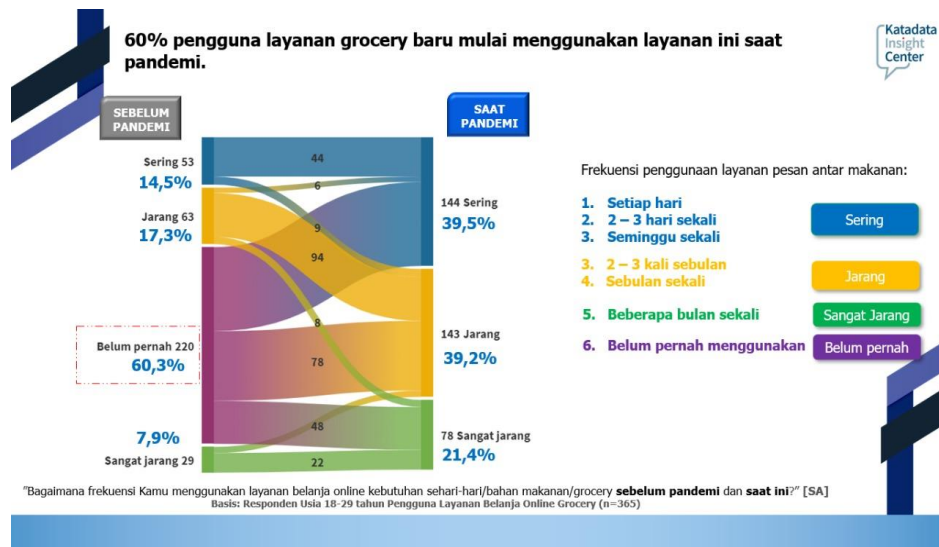 60% pengguna layanan grocery baru mulai menggunakan layanan ini saat
pandemi.
Katadata
Insight
Center
SEBELUM
PANDEMI
SAAT
PANDEMI
Sering 53
14,5%
Jarang 63
17,3%
Belum pernah 220
60,3%
7,9%
Sangat jarang 29
44
6
9
94
8
78
48
22
144 Sering
39,5%
143 Jarang
39,2%
78 Sangat jarang
21,4%
Frekuensi penggunaan layanan pesan antar makanan:
1. Setiap hari
2. 2 – 3 hari sekali
3. Seminggu sekali
Sering
3. 2 – 3 kali sebulan
4. Sebulan sekali
Jarang
5. Beberapa bulan sekali
Sangat Jarang
6. Belum pernah menggunakan
Belum pernah
"Bagaimana frekuensi Kamu menggunakan layanan belanja online kebutuhan sehari-hari/bahan makanan/grocery sebelum pandemi dan saat ini?" [SA]
Basis: Responden Usia 18-29 tahun Pengguna Layanan Belanja Online Grocery (n=365)